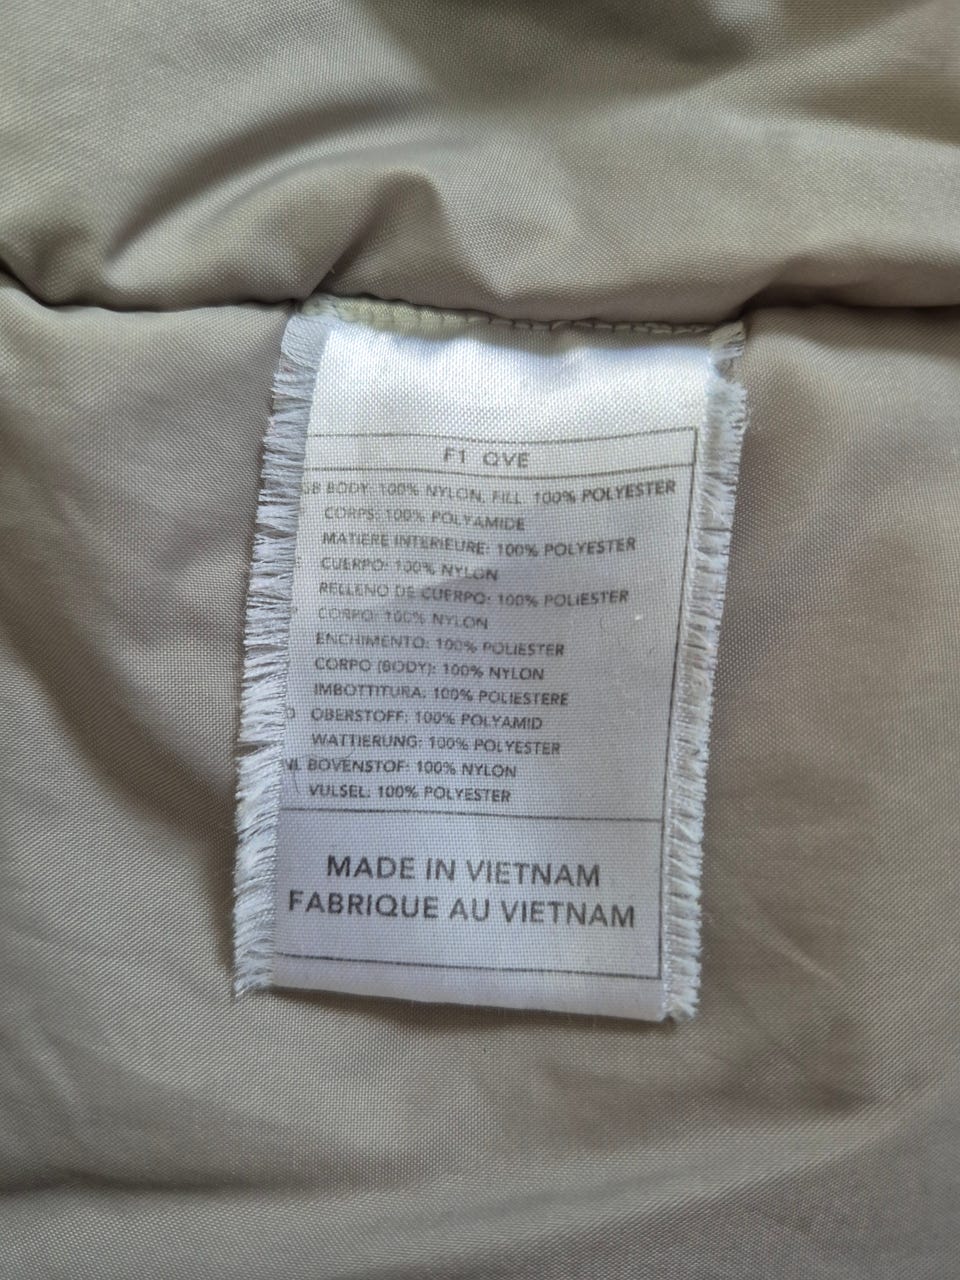 F1 QVE
GB BODY: 100% NYLON, FILL 100% POLYESTER
CORPS: 100% POLYAMIDE
MATIERE INTERIEURE: 100% POLYESTER
CUERPO: 100% NYLON
RELLENO DE CUERPO: 100% POLIESTER
P CORPO: 100% NYLON
ENCHIMENTO: 100% POLIESTER
CORPO (BODY): 100% NYLON
IMBOTTITURA: 100% POLIESTERE
D OBERSTOFF: 100% POLYAMID
WATTIERUNG: 100% POLYESTER
NL BOVENSTOF: 100% NYLON
VULSEL: 100% POLYESTER
MADE IN VIETNAM
FABRIQUE AU VIETNAM